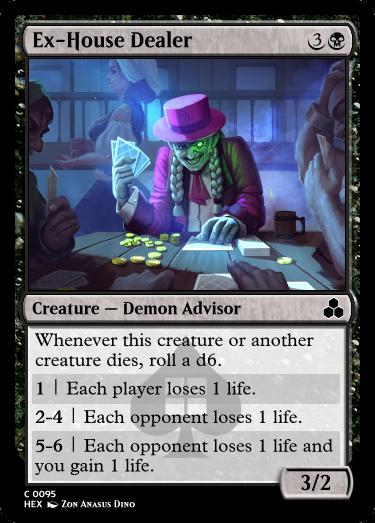 Ex-House Dealer 3
Creature — Demon Advisor
Whenever this creature or another
creature dies, roll a d6.
1 | Each player loses 1 life.
2-4 | Each opponent loses 1 life.
5-6 | Each opponent loses 1 life and
you gain 1 life.
3/2
C 0095
HEX Zon Anasus Dino